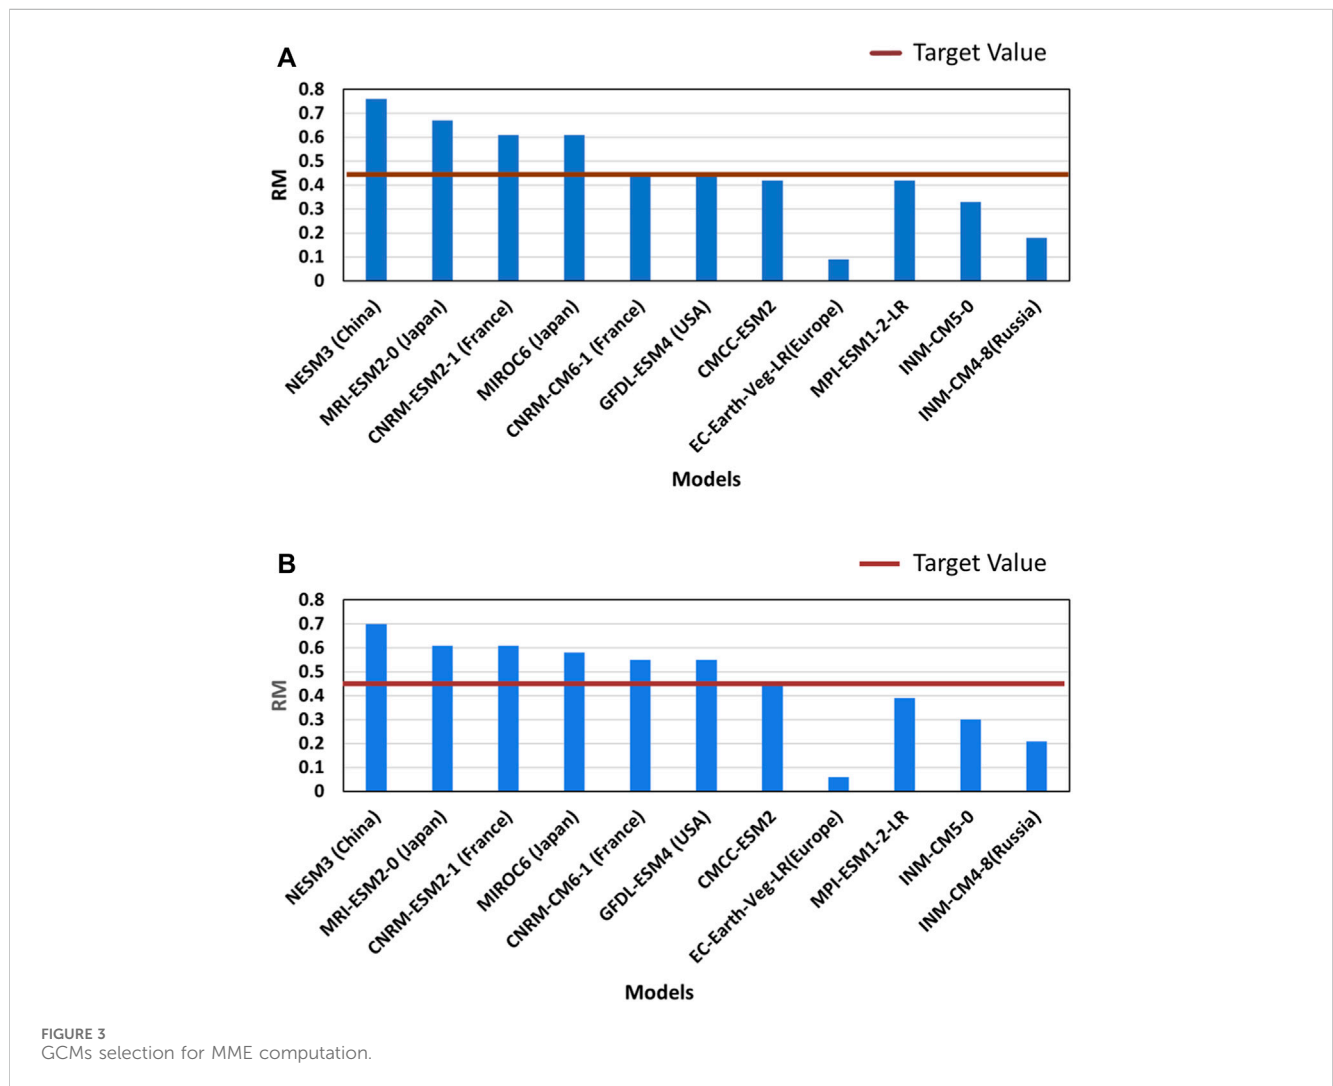 A
Target Value
0.8
0.7
0.6
0.5
0.4
0.3
0.2
0.1
0
RM
NESM3 (China)
MRI-ESM2-0 (Japan)
CNRM-ESM2-1 (France)
MIROC6 (Japan)
CNRM-CM6-1 (France)
GFDL-ESM4 (USA)
CMCC-ESM2
EC-Earth-Veg-LR(Europe)
MPI-ESM1-2-LR
INM-CM5-0
INM-CM4-8(Russia)
Models
B
Target Value
0.8
0.7
0.6
0.5
0.4
0.3
0.2
0.1
0
RM
NESM3 (China)
MRI-ESM2-0 (Japan)
CNRM-ESM2-1 (France)
MIROC6 (Japan)
CNRM-CM6-1 (France)
GFDL-ESM4 (USA)
CMCC-ESM2
EC-Earth-Veg-LR(Europe)
MPI-ESM1-2-LR
INM-CM5-0
INM-CM4-8(Russia)
Models
FIGURE 3
GCMs selection for MME computation.